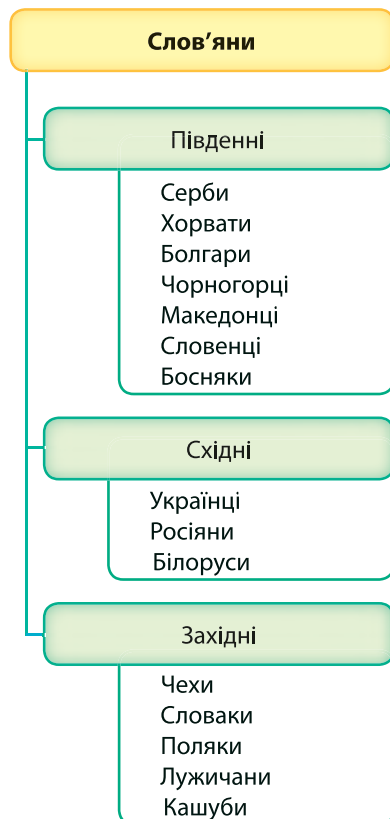 Слов’яни
Південні
Серби
Хорвати
Болгари
Чорногорці
Македонці
Словенці
Босняки
Східні
Українці
Росіяни
Білоруси
Західні
Чехи
Словаки
Поляки
Лужичани
Кашуби